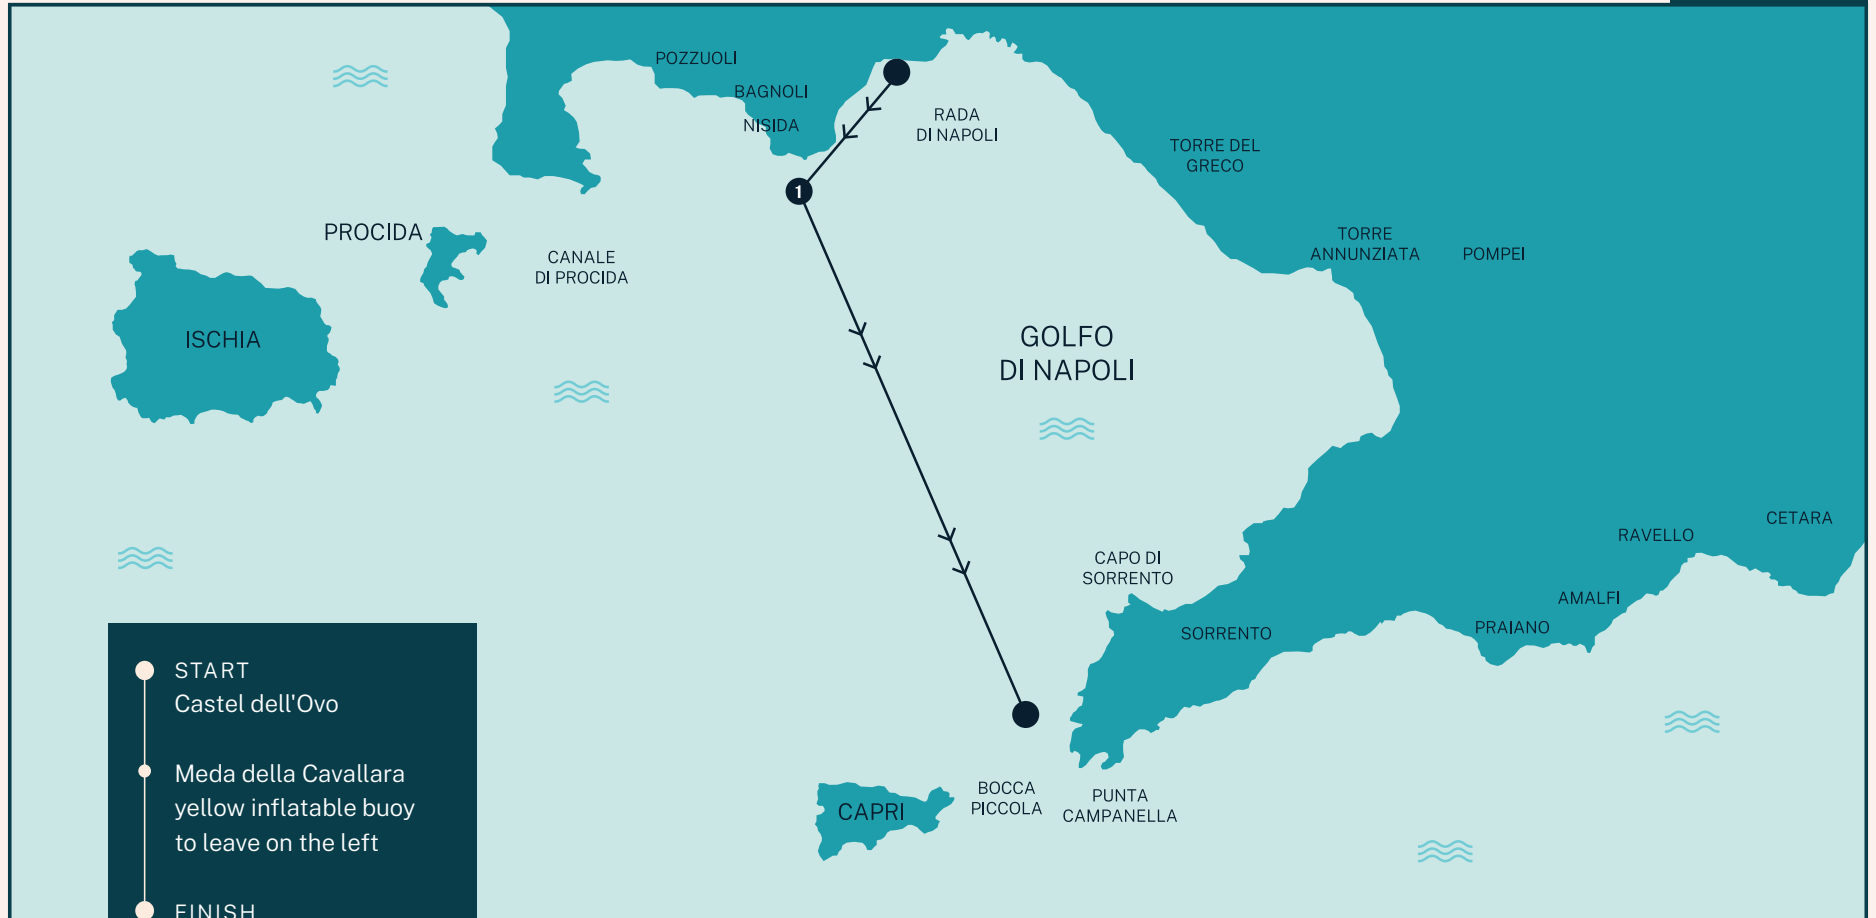 POZZUOLI
BAGNOLI
NISIDA
RADA
DI NAPOLI
TORRE DEL
GRECO
1
PROCIDA
CANALE
DI PROCIDA
TORRE
ANNUNZIATA
POMPEI
ISCHIA
GOLFO
DI NAPOLI
CETARA
RAVELLO
CAPO DI
SORRENTO
AMALFI
PRAIANO
SORRENTO
BOCCA
PICCOLA
PUNTA
CAMPANELLA
CAPRI
START
Castel dell'Ovo
Meda della Cavallara
yellow inflatable buoy
to leave on the left
FINISH